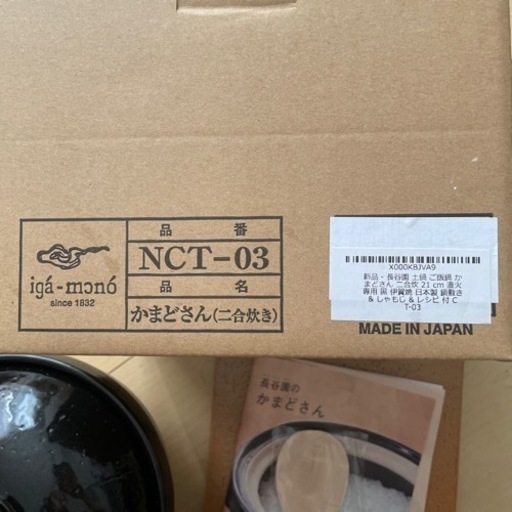 品 番
NCT-03
品 名
かまどさん(二合炊き)
igá-monó
since 1832
X000KBJVA9
新品 - 長谷園 土鍋 ご飯鍋 か
まどさん 二合炊 21 cm 直火
専用 黒 伊賀焼 日本製 鍋敷き
& しゃもじ & レシピ 付 C
T-03
MADE IN JAPAN
長谷園の
かまどさん